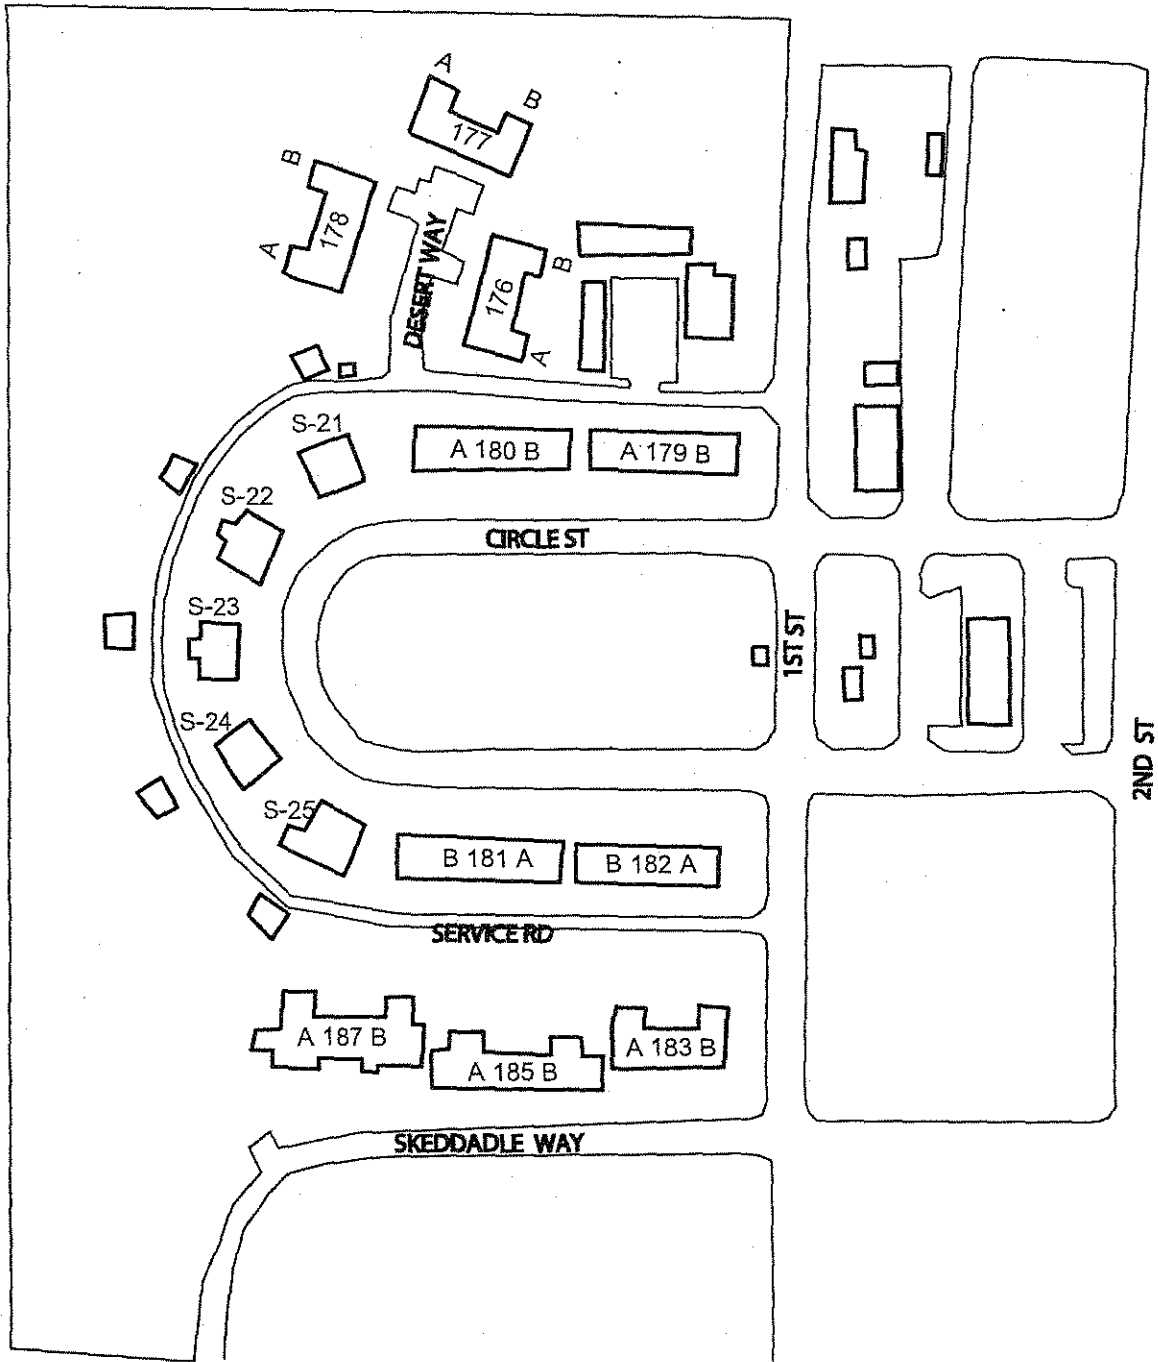 A
B
177
B
178
A
DESERT WAY
176
B
A
S-21
A 180 B
A 179 B
S-22
CIRCLE ST
S-23
1ST ST
S-24
2ND ST
S-25
B 181 A
B 182 A
SERVICE RD
A 187 B
A 185 B
A 183 B
SKEDDADLE WAY